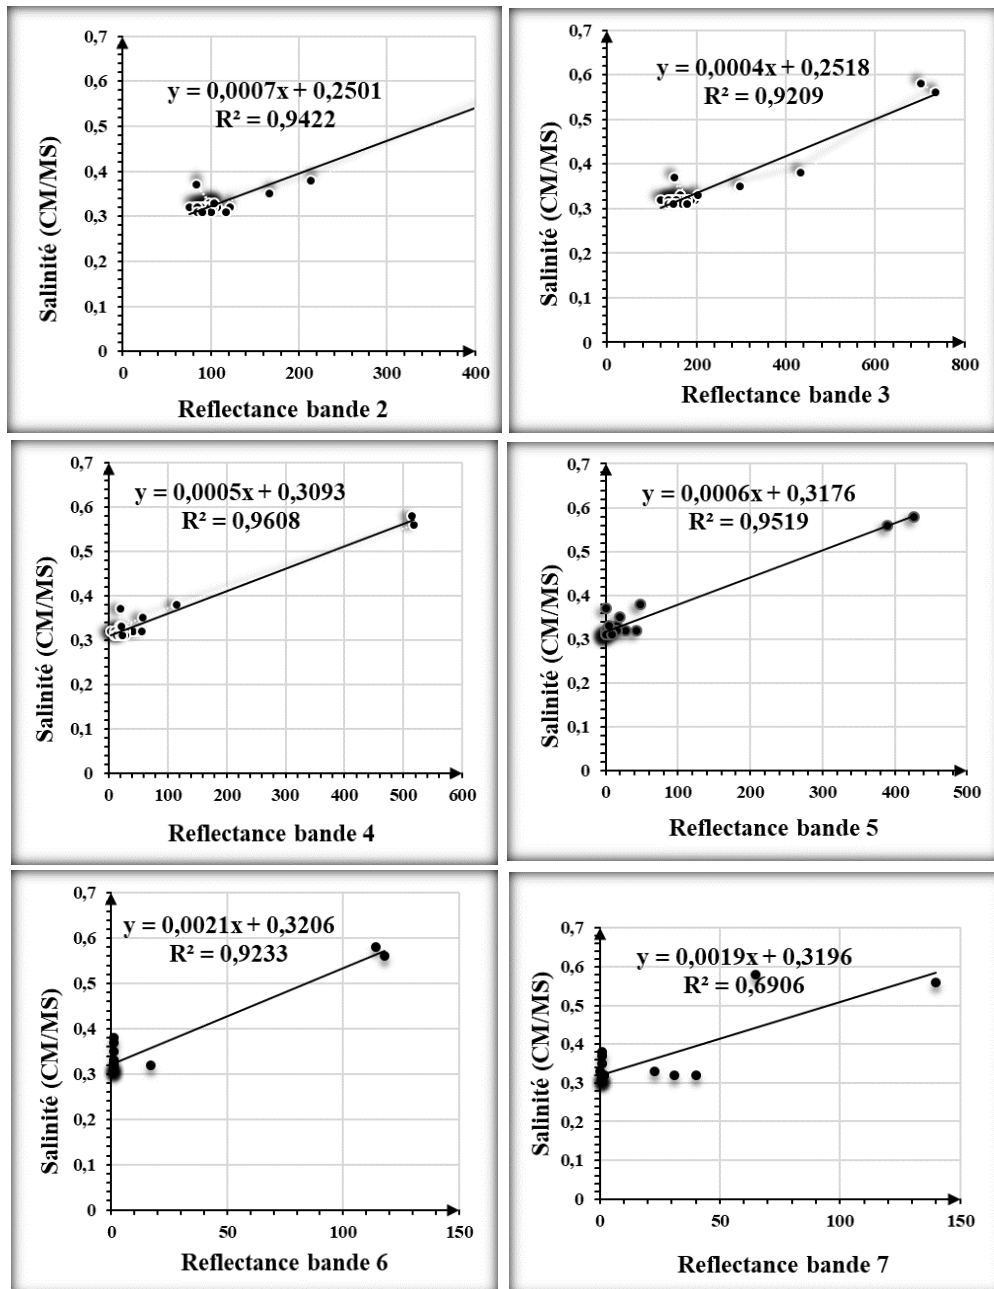 0,7
0,6
0,5
0,4
0,3
0,2
0,1
0
y = 0,0007x + 0,2501
R² = 0,9422
Salinité (CM/MS)
0 100 200 300 400
Reflectance bande 2
0,7
0,6
0,5
0,4
0,3
0,2
0,1
0
y = 0,0004x + 0,2518
R² = 0,9209
Salinité (CM/MS)
0 200 400 600 800
Reflectance bande 3
0,7
0,6
0,5
0,4
0,3
0,2
0,1
0
y = 0,0005x + 0,3093
R² = 0,9608
Salinité (CM/MS)
0 100 200 300 400 500 600
Reflectance bande 4
0,7
0,6
0,5
0,4
0,3
0,2
0,1
0
y = 0,0006x + 0,3176
R² = 0,9519
Salinité (CM/MS)
0 100 200 300 400 500
Reflectance bande 5
0,7
0,6
0,5
0,4
0,3
0,2
0,1
0
y = 0,0021x + 0,3206
R² = 0,9233
Salinité (CM/MS)
0 50 100 150
Reflectance bande 6
0,7
0,6
0,5
0,4
0,3
0,2
0,1
0
y = 0,0019x + 0,3196
R² = 0,6906
Salinité (CM/MS)
0 50 100 150
Reflectance bande 7